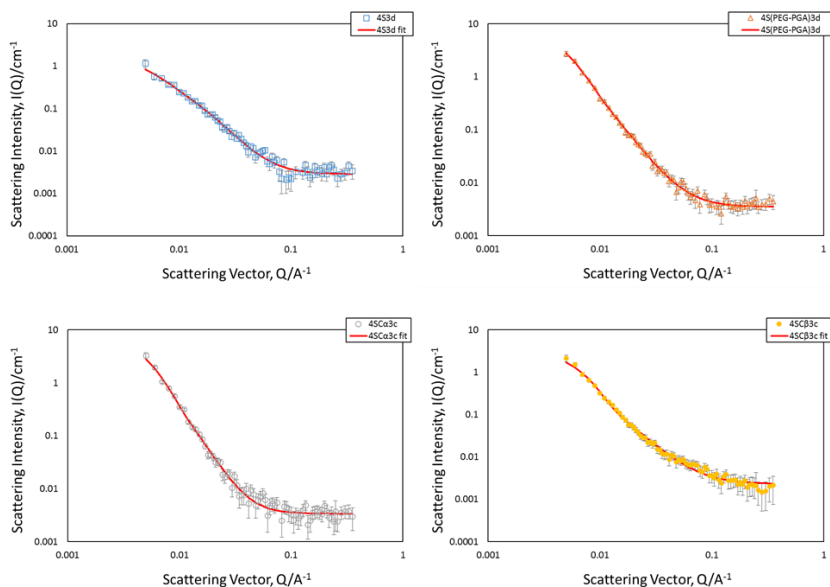 4S3d
4S3d fit
Scattering Intensity, I(Q)/cm⁻¹
10
1
0.1
0.01
0.001
0.0001
0.001
0.01
0.1
1
Scattering Vector, Q/A⁻¹
4S(PEG-PGA)3d
4S(PEG-PGA)3d
Scattering Intensity, I(Q)/cm⁻¹
10
1
0.1
0.01
0.001
0.001
0.01
0.1
1
Scattering Vector, Q/A⁻¹
4SCα3c
4SCα3c fit
Scattering Intensity, I(Q)/cm⁻¹
10
1
0.1
0.01
0.001
0.001
0.01
0.1
1
Scattering Vector, Q/A⁻¹
4SCβ3c
4SCβ3c fit
Scattering Intensity, I(Q)/cm⁻¹
10
1
0.1
0.01
0.001
0.0001
0.001
0.01
0.1
1
Scattering Vector, Q/A⁻¹